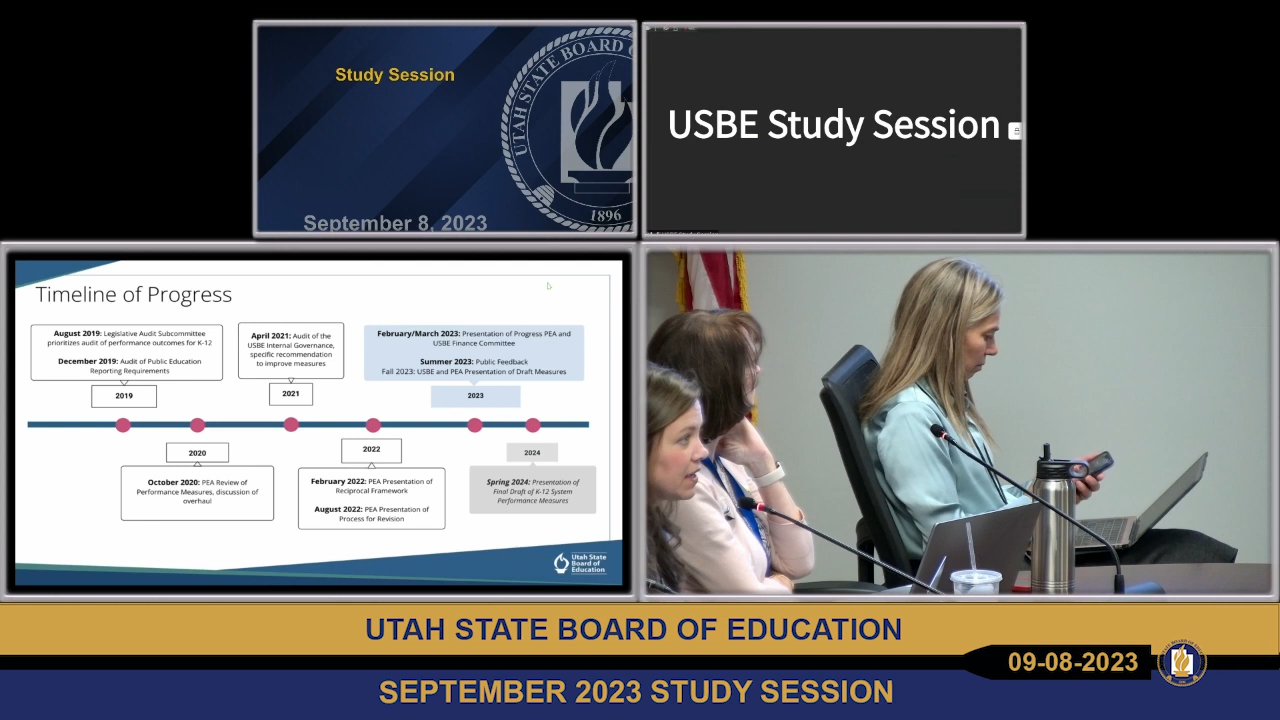 Study Session
UTAH STATE BOARD O
1896
September 8, 2023
USBE Study Session
Timeline of Progress
August 2019: Legislative Audit Subcommittee
prioritizes audit of performance outcomes for K-12
December 2019: Audit of Public Education
Reporting Requirements
2019
April 2021: Audit of the
USBE Internal Governance,
specific recommendation
to improve measures
2021
February/March 2023: Presentation of Progress PEA and
USBE Finance Committee
Summer 2023: Public Feedback
Fall 2023: USBE and PEA Presentation of Draft Measures
2023
2020
October 2020: PEA Review of
Performance Measures, discussion of
overhaul
2022
February 2022: PEA Presentation of
Reciprocal Framework
August 2022: PEA Presentation of
Process for Revision
2024
Spring 2024: Presentation of
Final Draft of K-12 System
Performance Measures
Utah State
Board of
Education
UTAH STATE BOARD OF EDUCATION
09-08-2023
SEPTEMBER 2023 STUDY SESSION